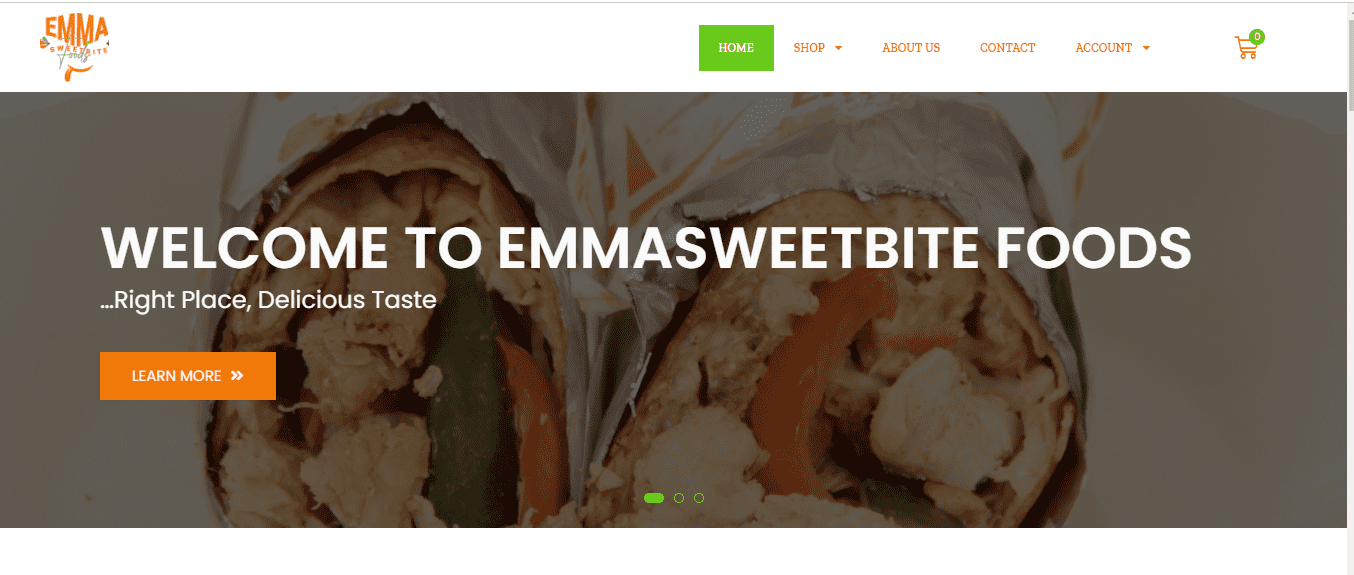 EMMA
SWEETBITE
Foods
HOME SHOP ABOUT US CONTACT ACCOUNT 0
WELCOME TO EMMASWEETBITE FOODS
...Right Place, Delicious Taste
LEARN MORE